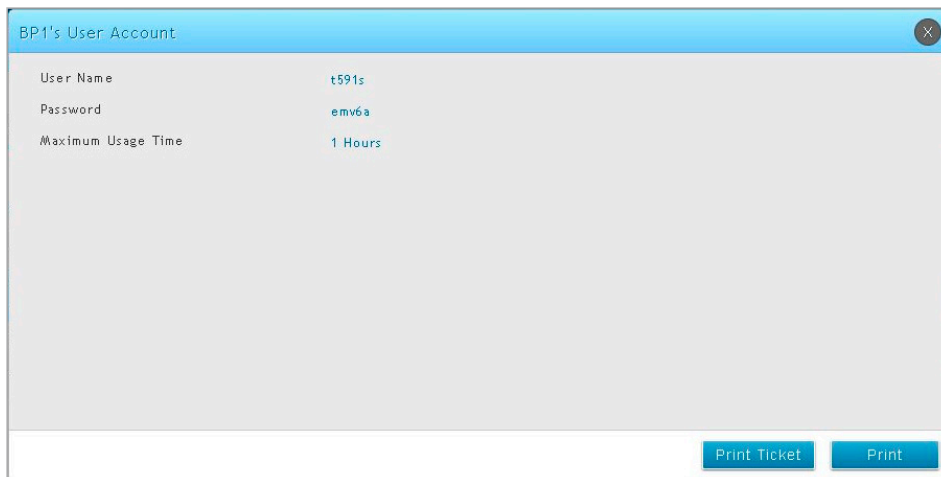 BP1's User Account X
User Name t591s
Password emv6a
Maximum Usage Time 1 Hours
Print Ticket Print